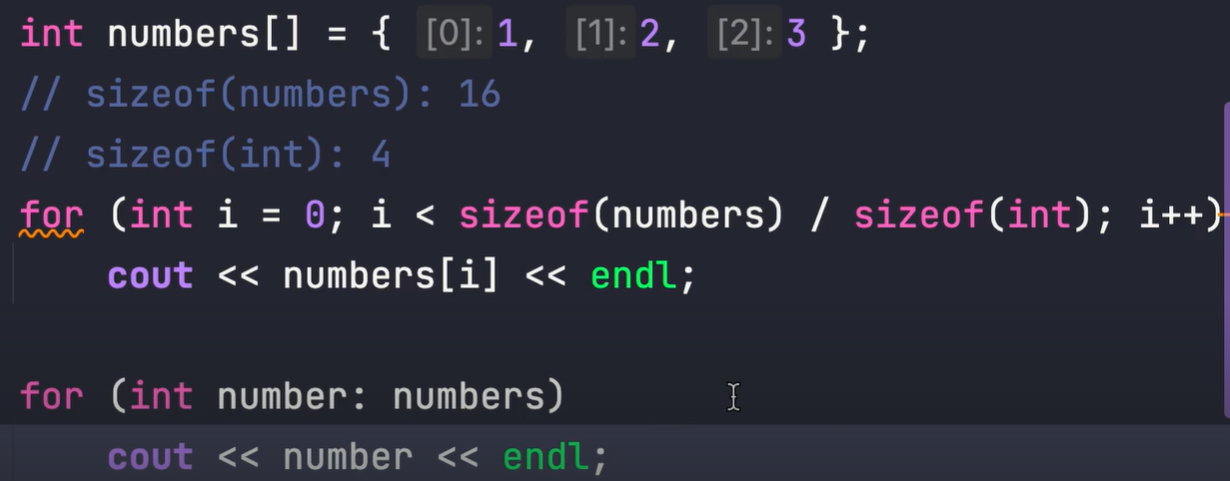 int numbers[] = { [0]: 1, [1]: 2, [2]: 3 };
// sizeof(numbers): 16
// sizeof(int): 4
for (int i = 0; i < sizeof(numbers) / sizeof(int); i++)
cout << numbers[i] << endl;
for (int number: numbers)
cout << number << endl;